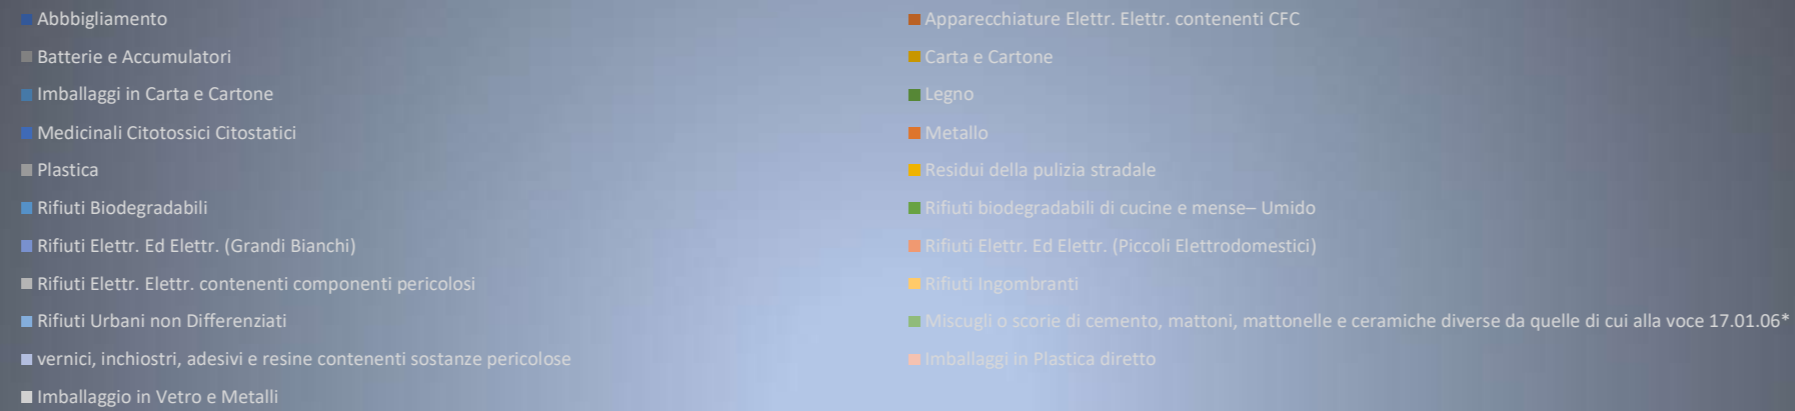 Abbbigliamento
Apparecchiature Elettr. Elettr. contenenti CFC
Batterie e Accumulatori
Carta e Cartone
Imballaggi in Carta e Cartone
Legno
Medicinali Citotossici Citostatici
Metallo
Plastica
Residui della pulizia stradale
Rifiuti Biodegradabili
Rifiuti biodegradabili di cucine e mense– Umido
Rifiuti Elettr. Ed Elettr. (Grandi Bianchi)
Rifiuti Elettr. Ed Elettr. (Piccoli Elettrodomestici)
Rifiuti Elettr. Elettr. contenenti componenti pericolosi
Rifiuti Ingombranti
Rifiuti Urbani non Differenziati
Miscugli o scorie di cemento, mattoni, mattonelle e ceramiche diverse da quelle di cui alla voce 17.01.06*
vernici, inchiostri, adesivi e resine contenenti sostanze pericolose
Imballaggi in Plastica diretto
Imballaggio in Vetro e Metalli